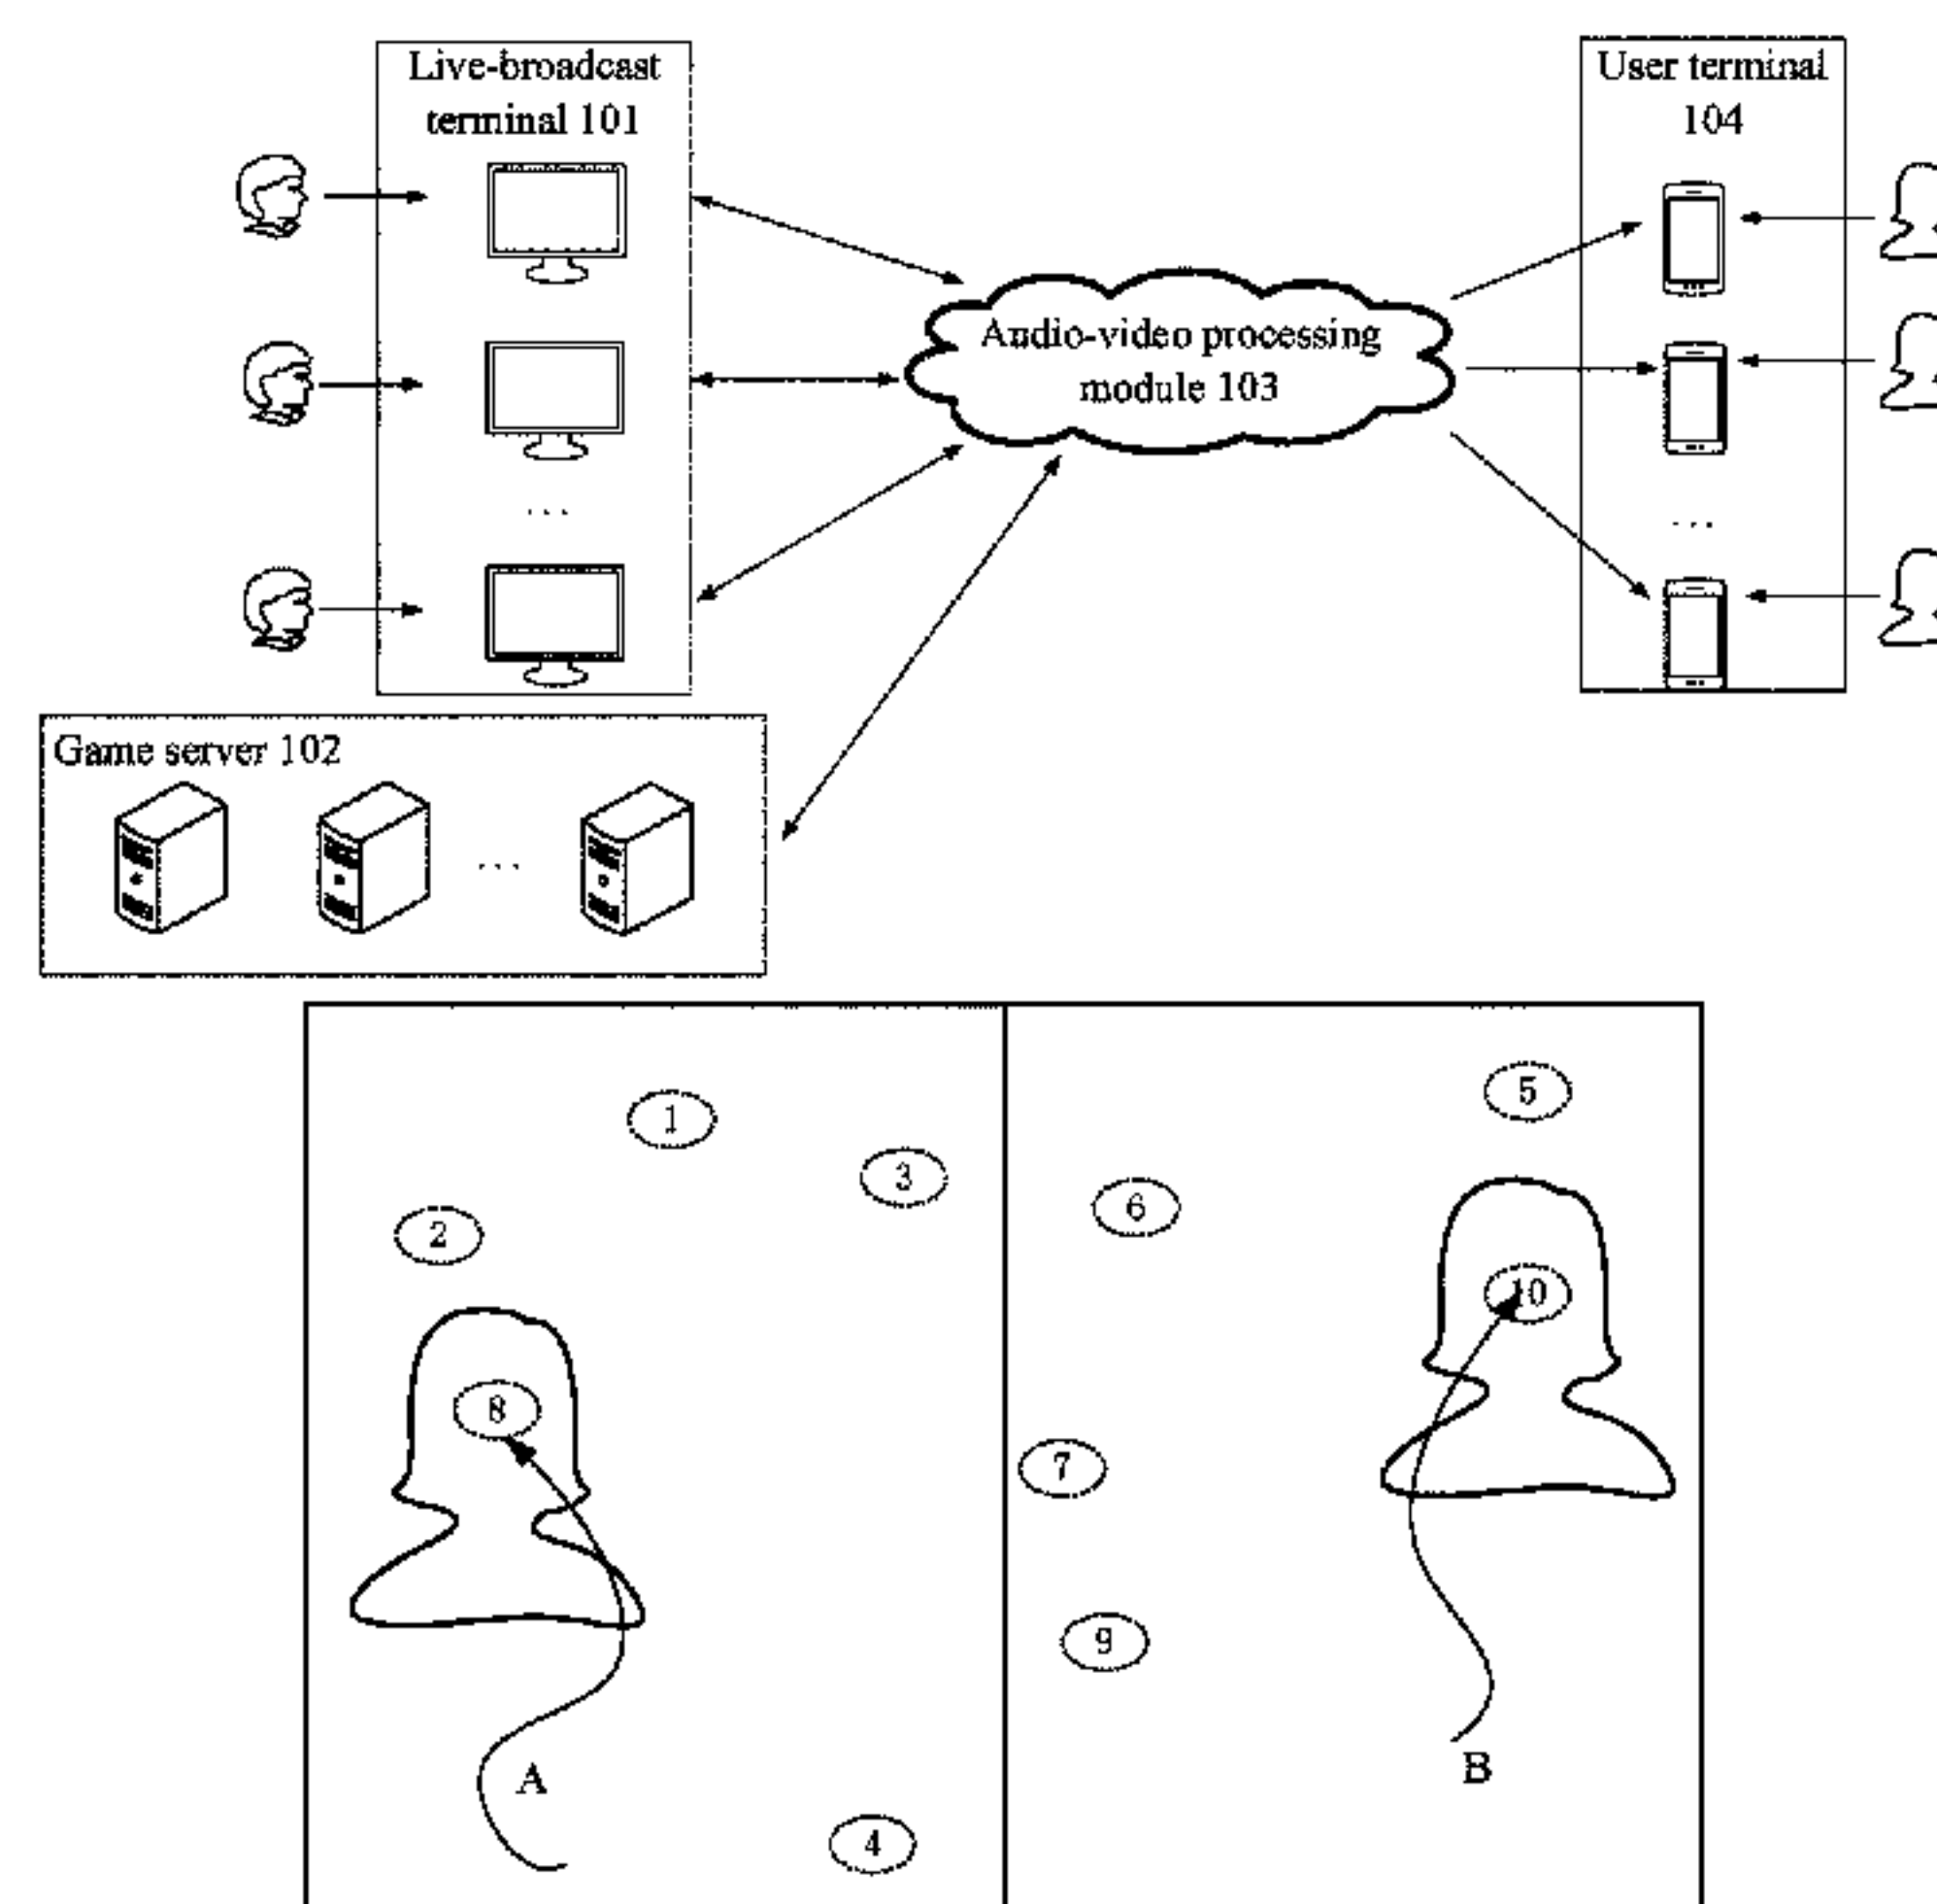 Live-broadcast
terminal 101
User terminal
104
Audio-video processing
module 103
...
...
Game server 102
...
1
5
3
6
2
10
8
7
9
A
B
4